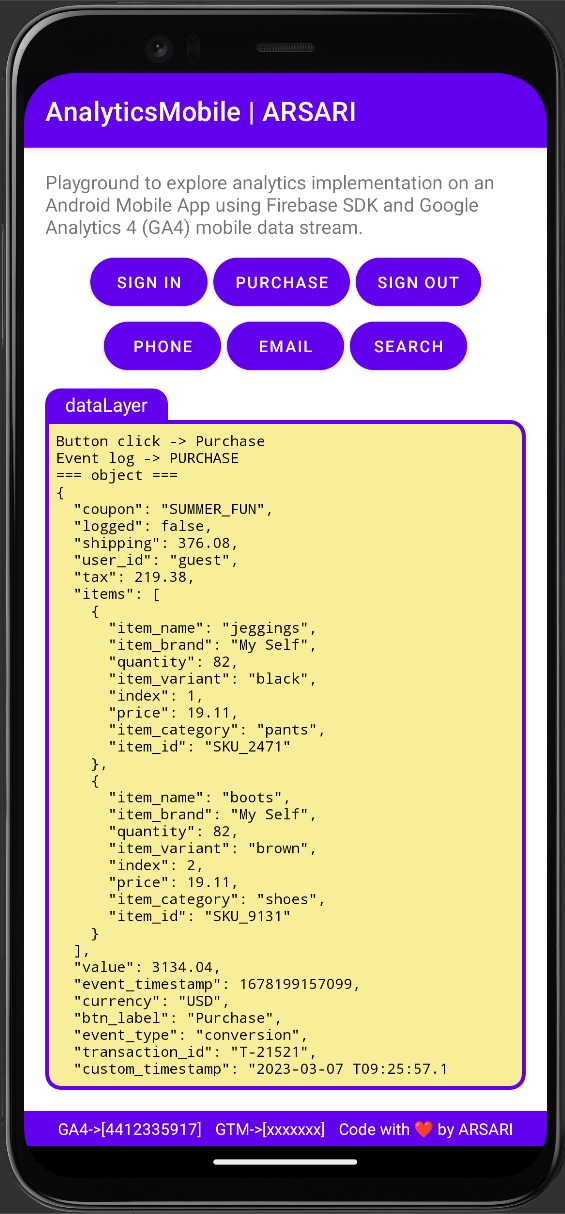 AnalyticsMobile | ARSARI
Playground to explore analytics implementation on an
Android Mobile App using Firebase SDK and Google
Analytics 4 (GA4) mobile data stream.
SIGN IN PURCHASE SIGN OUT
PHONE EMAIL SEARCH
dataLayer
Button click -> Purchase
Event log -> PURCHASE
=== object ===
{
  "coupon": "SUMMER_FUN",
  "logged": false,
  "shipping": 376.08,
  "user_id": "guest",
  "tax": 219.38,
  "items": [
    {
      "item_name": "jeggings",
      "item_brand": "My Self",
      "quantity": 82,
      "item_variant": "black",
      "index": 1,
      "price": 19.11,
      "item_category": "pants",
      "item_id": "SKU_2471"
    },
    {
      "item_name": "boots",
      "item_brand": "My Self",
      "quantity": 82,
      "item_variant": "brown",
      "index": 2,
      "price": 19.11,
      "item_category": "shoes",
      "item_id": "SKU_9131"
    }
  ],
  "value": 3134.04,
  "event_timestamp": 1678199157099,
  "currency": "USD",
  "btn_label": "Purchase",
  "event_type": "conversion",
  "transaction_id": "T-21521",
  "custom_timestamp": "2023-03-07 T09:25:57.1
GA4->[4412335917] GTM->[xxxxxxx] Code with ❤️ by ARSARI